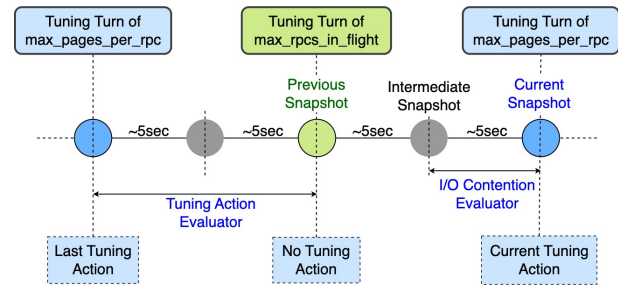 Tuning Turn of
max_pages_per_rpc
Tuning Turn of
max_rpcs_in_flight
Tuning Turn of
max_pages_per_rpc
Previous
Snapshot
Intermediate
Snapshot
Current
Snapshot
~5sec
~5sec
~5sec
~5sec
Tuning Action
Evaluator
I/O Contention
Evaluator
Last Tuning
Action
No Tuning
Action
Current Tuning
Action